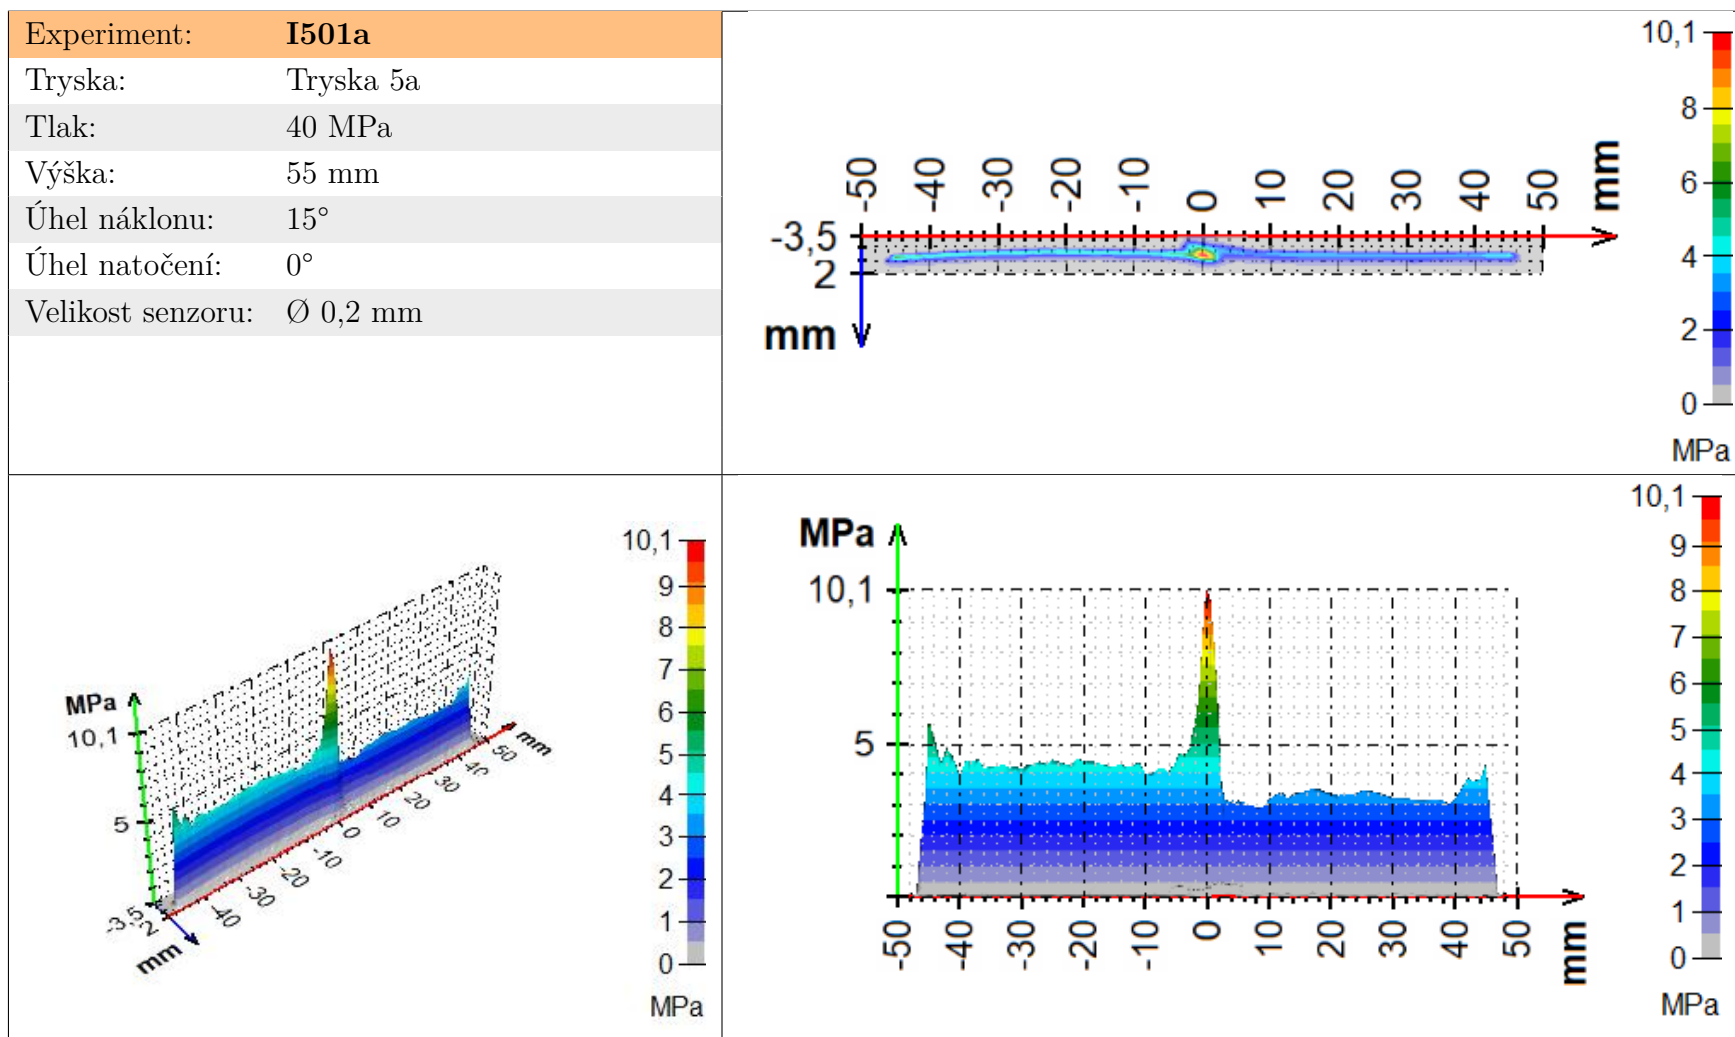 Experiment: I501a
Tryska: Tryska 5a
Tlak: 40 MPa
Výška: 55 mm
Úhel náklonu: 15°
Úhel natočení: 0°
Velikost senzoru: Ø 0,2 mm
-50 -40 -30 -20 -10 0 10 20 30 40 50 mm
-3,5
2
mm
10,1
8
6
4
2
0
MPa
MPa
10,1
5
-3,5
2
mm
-40 -30 -20 -10 0 10 20 30 40 50 mm
10,1
9
8
7
6
5
4
3
2
1
0
MPa
MPa
10,1
5
-50 -40 -30 -20 -10 0 10 20 30 40 50 mm
10,1
9
8
7
6
5
4
3
2
1
0
MPa